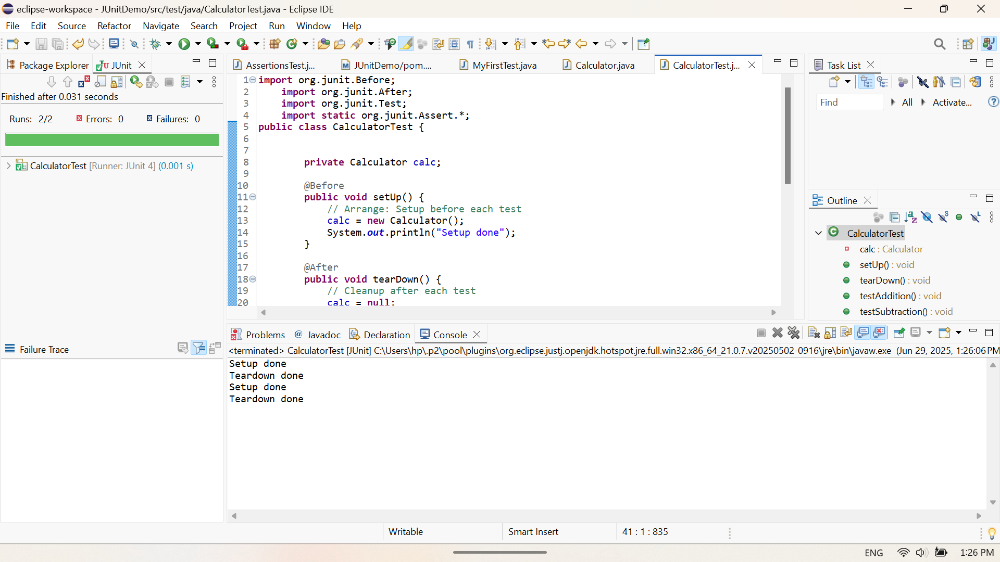 eclipse-workspace - JUnitDemo/src/test/java/CalculatorTest.java - Eclipse IDE
File Edit Source Refactor Navigate Search Project Run Window Help
Package Explorer JUnit
Finished after 0.031 seconds
Runs: 2/2 Errors: 0 Failures: 0
CalculatorTest [Runner: JUnit 4] (0.001 s)
Failure Trace
AssertionsTest.j... JUnitDemo/pom.... MyFirstTest.java Calculator.java CalculatorTest.j...
1 import org.junit.Before;
2 import org.junit.After;
3 import org.junit.Test;
4 import static org.junit.Assert.*;
5 public class CalculatorTest {
6
7
8 private Calculator calc;
9
10 @Before
11 public void setUp() {
12 // Arrange: Setup before each test
13 calc = new Calculator();
14 System.out.println("Setup done");
15 }
16
17 @After
18 public void tearDown() {
19 // Cleanup after each test
20 calc = null;
Task List
Find All Activate...
Outline
CalculatorTest
calc : Calculator
setUp() : void
tearDown() : void
testAddition() : void
testSubtraction() : void
Problems Javadoc Declaration Console
<terminated> CalculatorTest [JUnit] C:\Users\hp\.p2\pool\plugins\org.eclipse.justj.openjdk.hotspot.jre.full.win32.x86_64_21.0.7.v20250502-0916\jre\bin\javaw.exe (Jun 29, 2025, 1:26:06 PM
Setup done
Teardown done
Setup done
Teardown done
Writable Smart Insert 41 : 1 : 835
ENG 1:26 PM